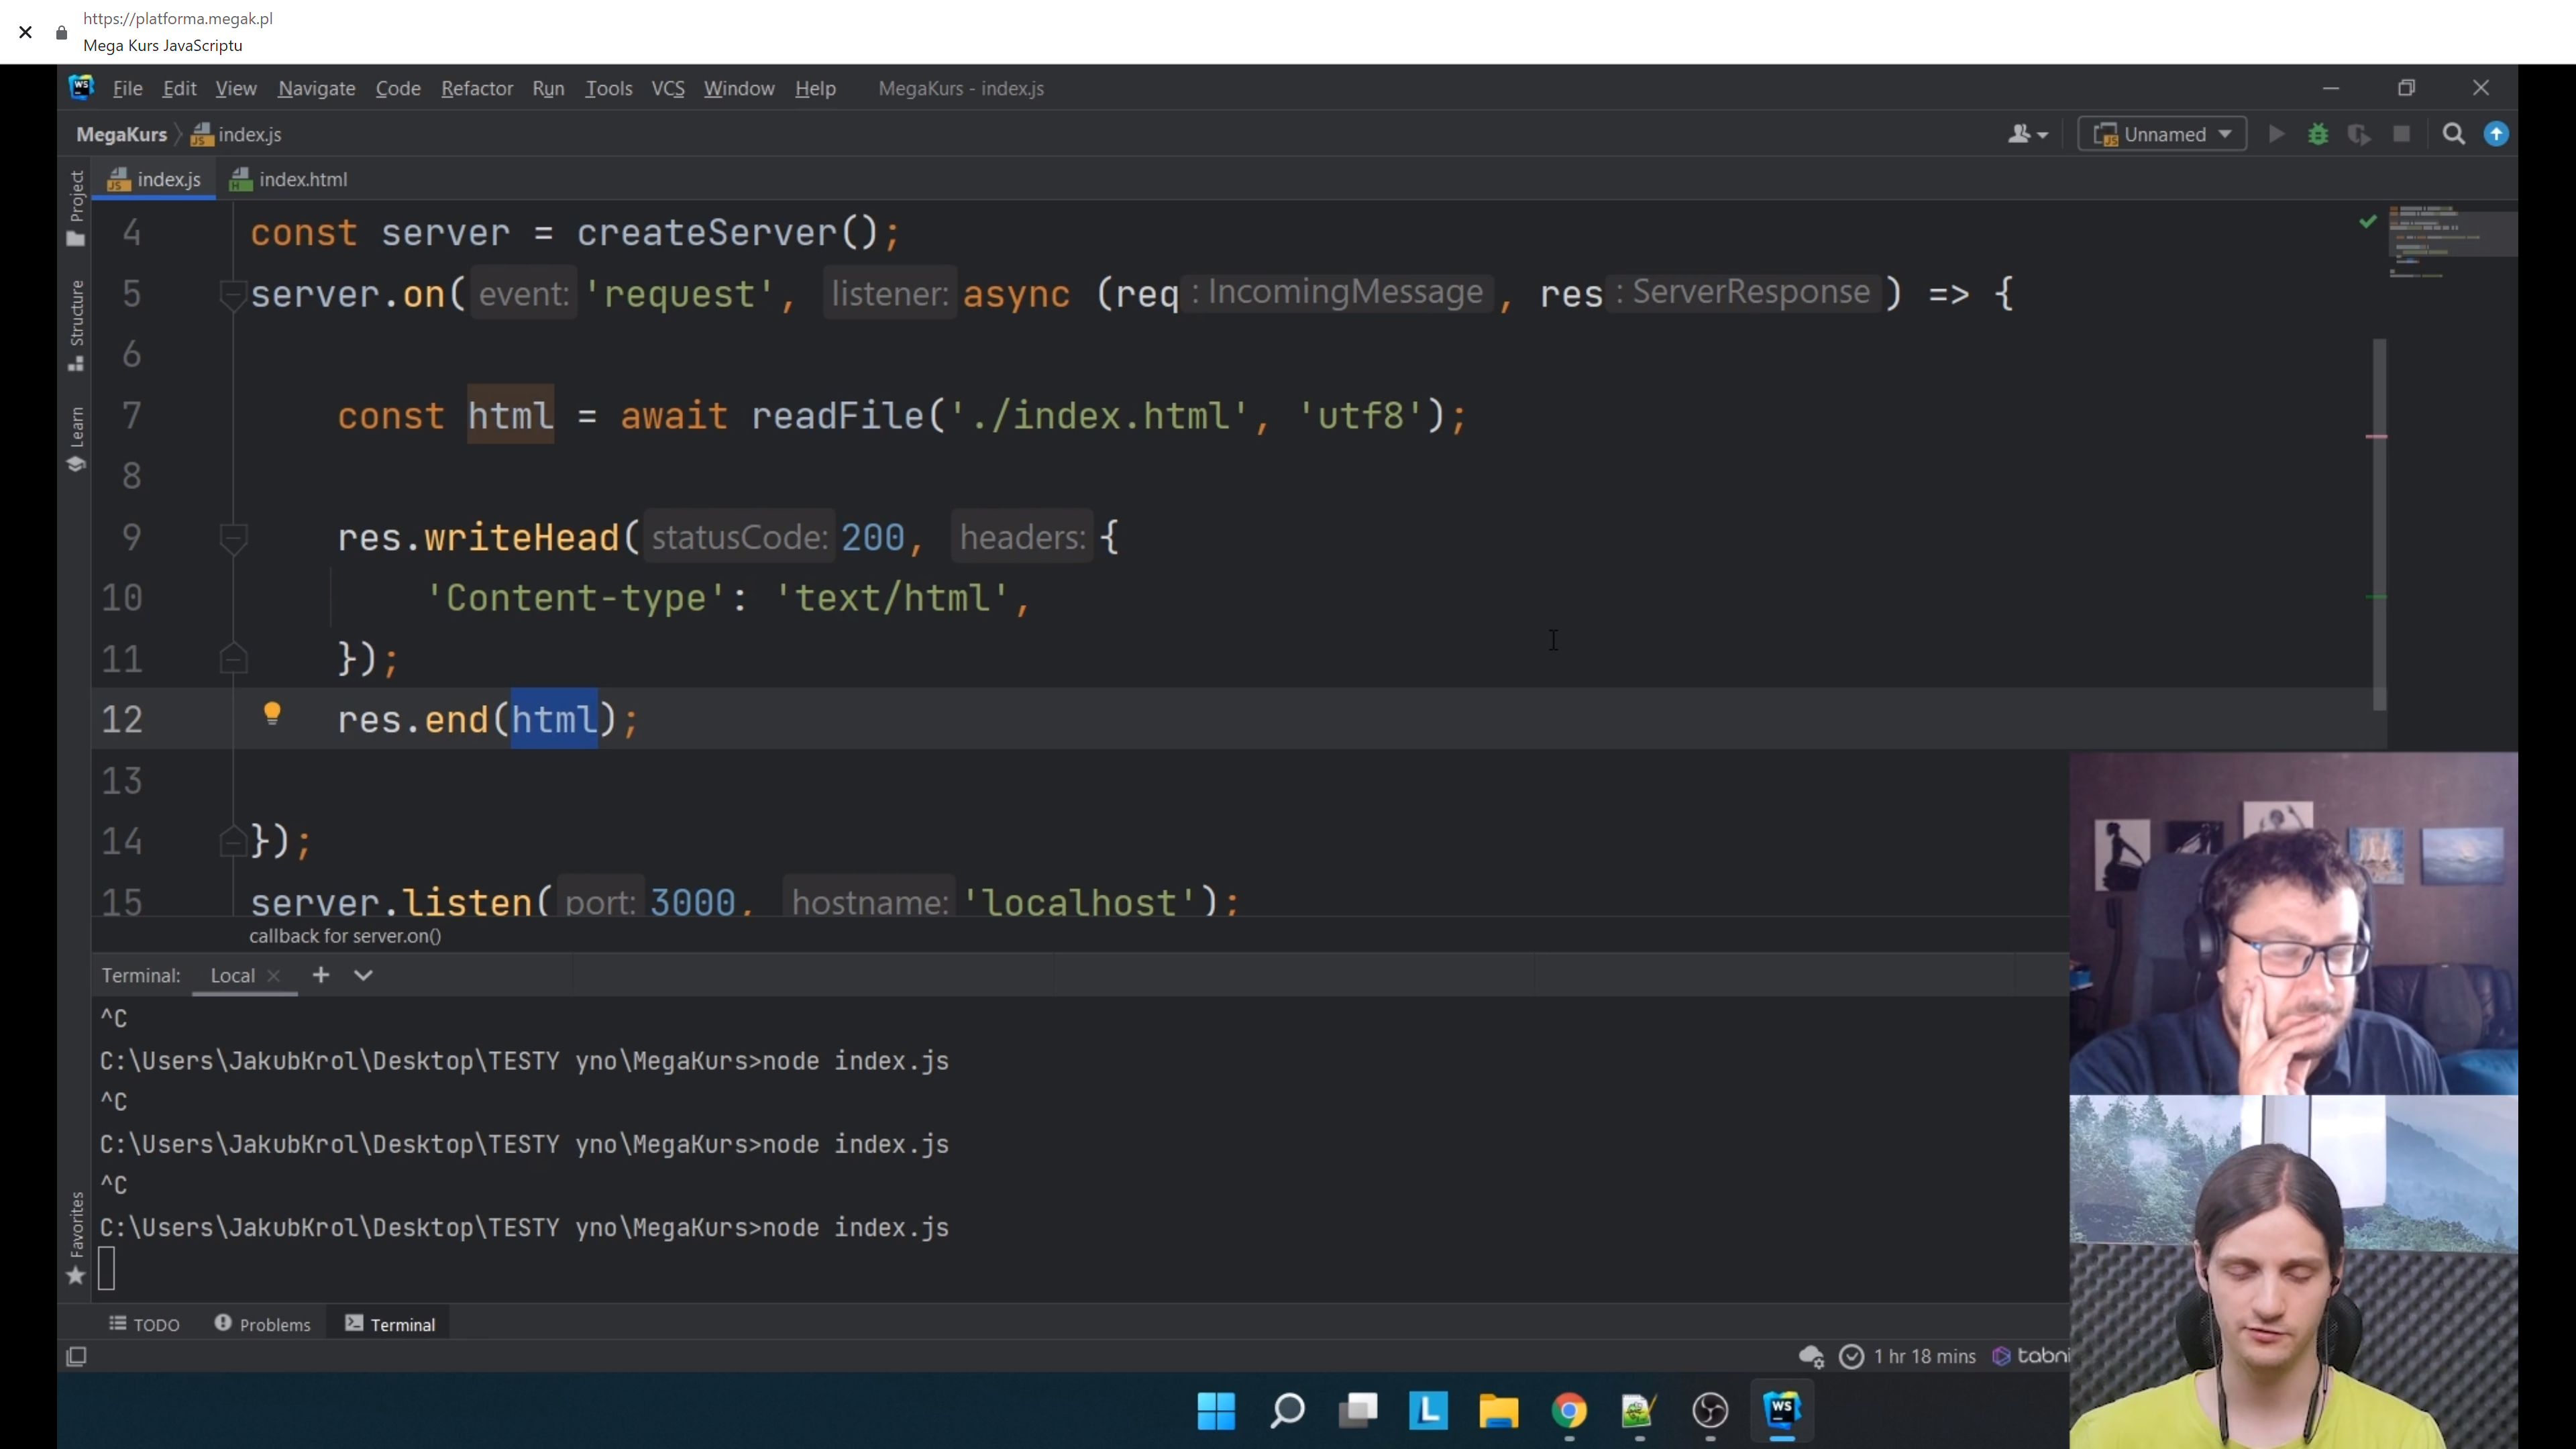 https://platforma.megak.pl
Mega Kurs JavaScriptu
WS File Edit View Navigate Code Refactor Run Tools VCS Window Help MegaKurs - index.js
MegaKurs index.js Unnamed
index.js index.html
Project
Structure
Learn
Favorites
4 const server = createServer();
5 server.on( event: 'request', listener: async (req : IncomingMessage , res : ServerResponse ) => {
6
7 const html = await readFile('./index.html', 'utf8');
8
9 res.writeHead( statusCode: 200, headers: {
10 'Content-type': 'text/html',
11 });
12 res.end(html);
13
14 });
15 server.listen( port: 3000, hostname: 'localhost');
callback for server.on()
Terminal: Local
^C
C:\Users\JakubKrol\Desktop\TESTY yno\MegaKurs>node index.js
^C
C:\Users\JakubKrol\Desktop\TESTY yno\MegaKurs>node index.js
^C
C:\Users\JakubKrol\Desktop\TESTY yno\MegaKurs>node index.js
TODO Problems Terminal
1 hr 18 mins tabni
L WS